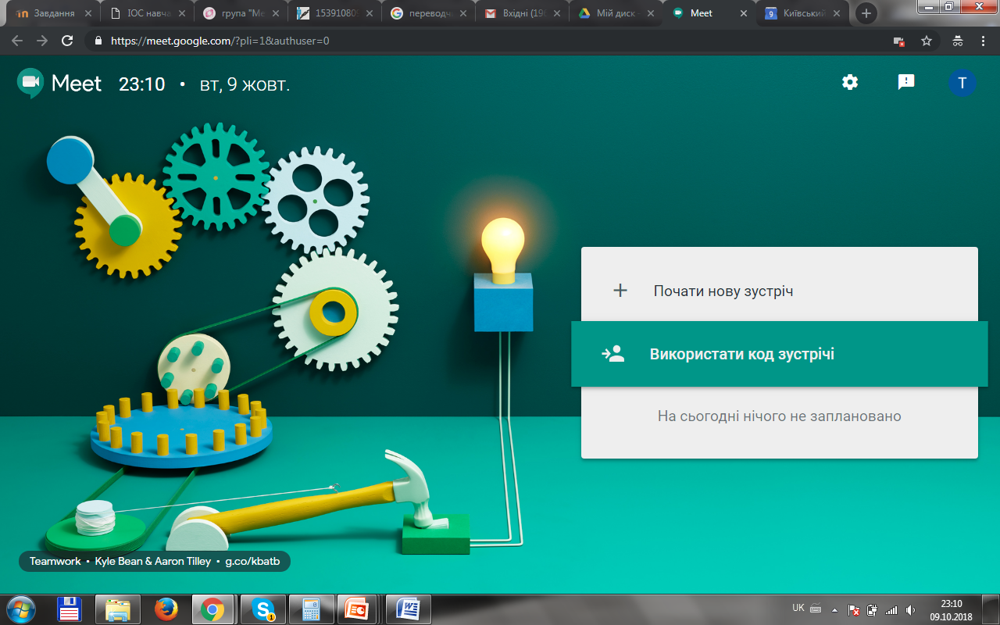 Завдання
ІОС навча
група "Ме
153910809
переводч
Вхідні (19
Мій диск -
Meet
9
Київський
https://meet.google.com/?pli=1&authuser=0
Meet 23:10 • вт, 9 жовт.
T
Почати нову зустріч
Використати код зустрічі
На сьогодні нічого не заплановано
Teamwork • Kyle Bean & Aaron Tilley • g.co/kbatb
UK
23:10
09.10.2018